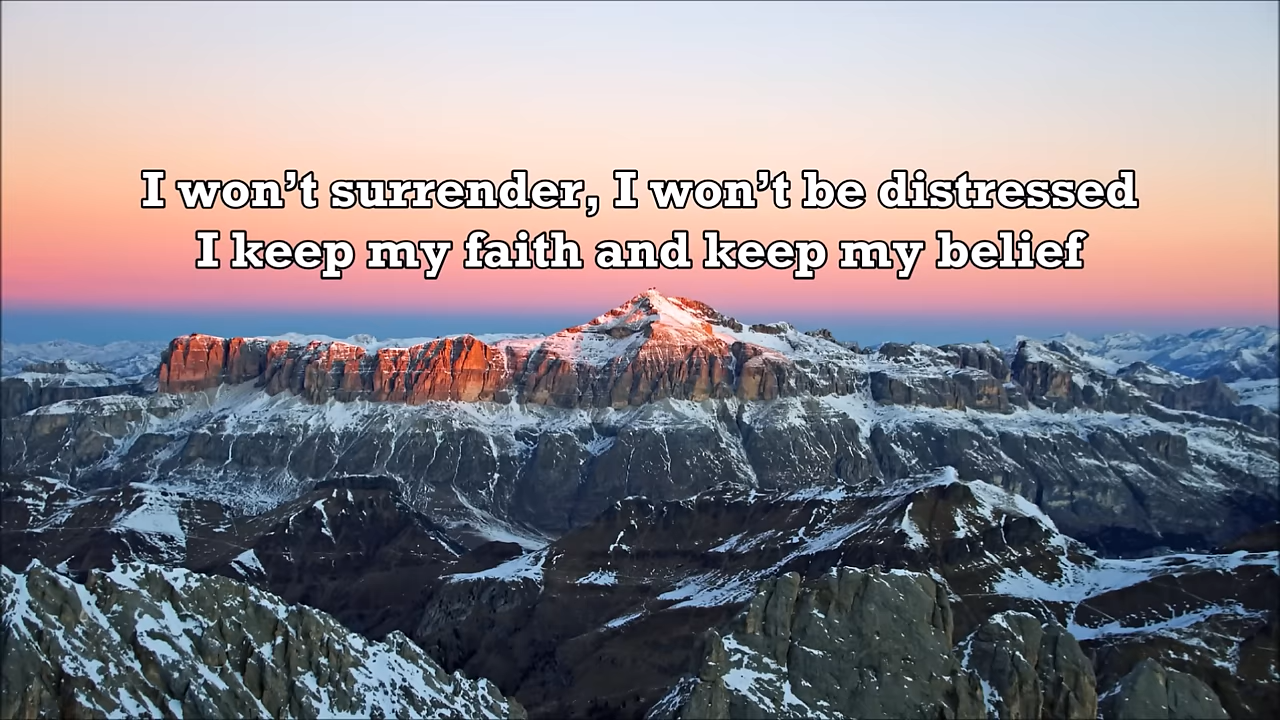 I won’t surrender, I won’t be distressed
I keep my faith and keep my belief